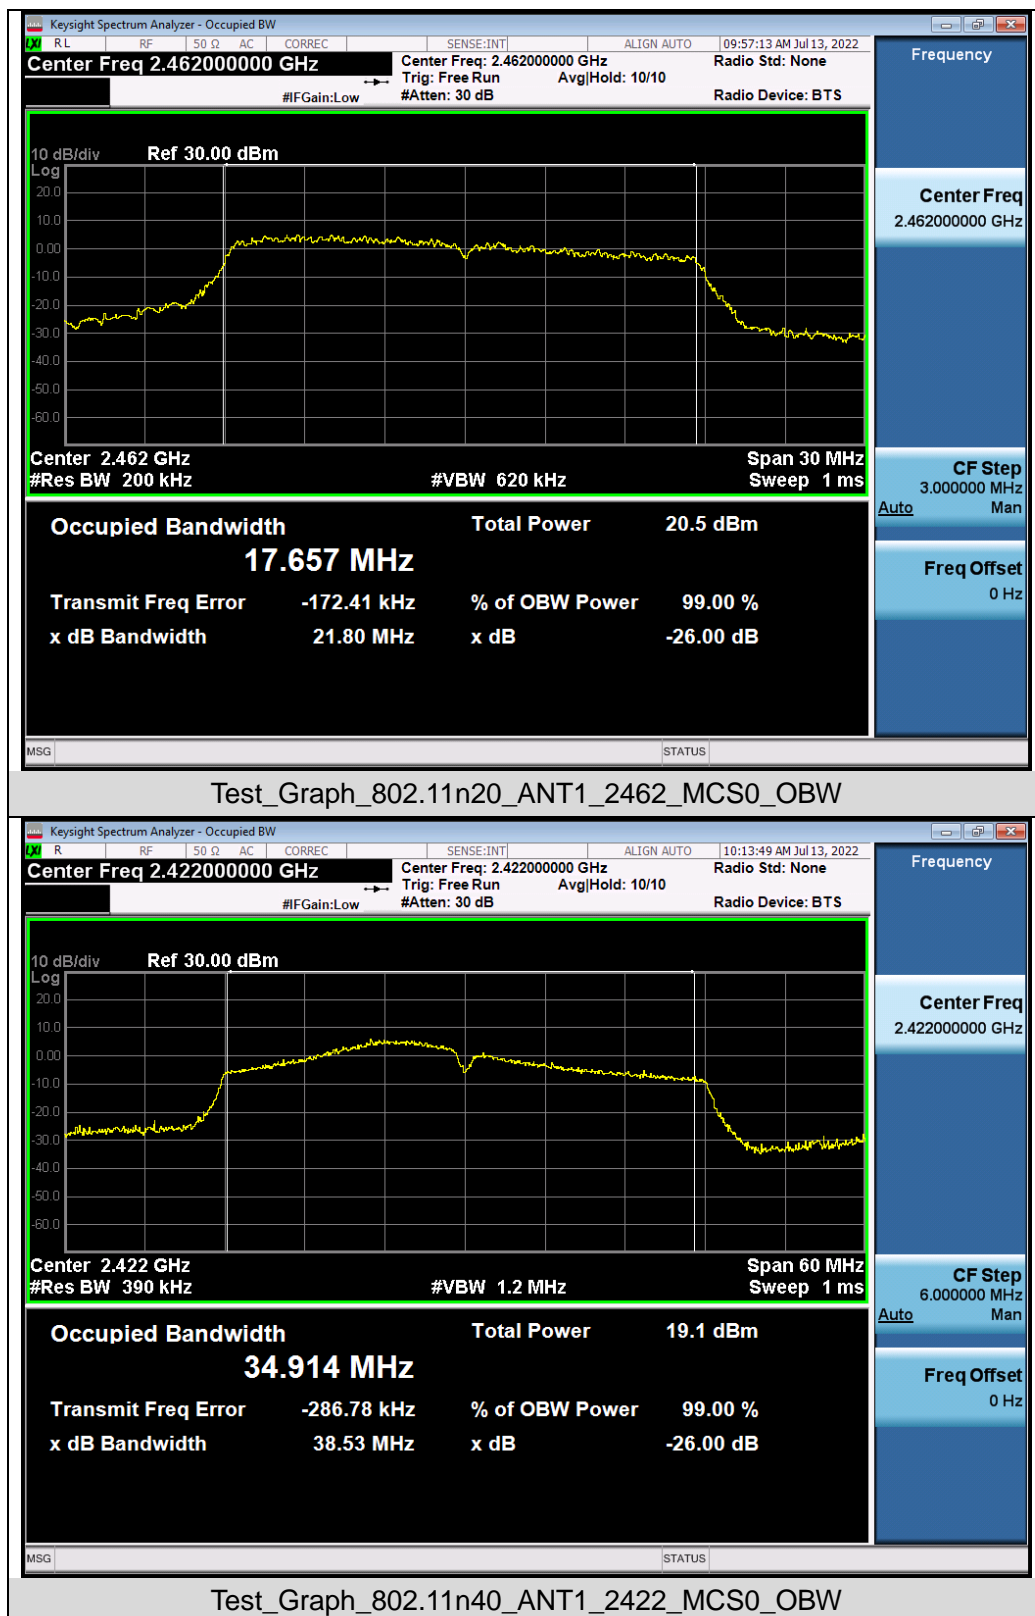 Keysight Spectrum Analyzer - Occupied BW
LXI RL RF 50 Ω AC CORREC SENSE:INT ALIGN AUTO 09:57:13 AM Jul 13, 2022
Center Freq 2.462000000 GHz
Center Freq: 2.462000000 GHz Radio Std: None
Trig: Free Run Avg|Hold: 10/10
#IFGain:Low #Atten: 30 dB Radio Device: BTS
Frequency
10 dB/div Ref 30.00 dBm
Log
20.0
10.0
0.00
-10.0
-20.0
-30.0
-40.0
-50.0
-60.0
Center 2.462 GHz Span 30 MHz
#Res BW 200 kHz #VBW 620 kHz Sweep 1 ms
Center Freq
2.462000000 GHz
CF Step
3.000000 MHz
Auto Man
Freq Offset
0 Hz
Occupied Bandwidth Total Power 20.5 dBm
17.657 MHz
Transmit Freq Error -172.41 kHz % of OBW Power 99.00 %
x dB Bandwidth 21.80 MHz x dB -26.00 dB
MSG STATUS
Test_Graph_802.11n20_ANT1_2462_MCS0_OBW
Keysight Spectrum Analyzer - Occupied BW
LXI R RF 50 Ω AC CORREC SENSE:INT ALIGN AUTO 10:13:49 AM Jul 13, 2022
Center Freq 2.422000000 GHz
Center Freq: 2.422000000 GHz Radio Std: None
Trig: Free Run Avg|Hold: 10/10
#IFGain:Low #Atten: 30 dB Radio Device: BTS
Frequency
10 dB/div Ref 30.00 dBm
Log
20.0
10.0
0.00
-10.0
-20.0
-30.0
-40.0
-50.0
-60.0
Center 2.422 GHz Span 60 MHz
#Res BW 390 kHz #VBW 1.2 MHz Sweep 1 ms
Center Freq
2.422000000 GHz
CF Step
6.000000 MHz
Auto Man
Freq Offset
0 Hz
Occupied Bandwidth Total Power 19.1 dBm
34.914 MHz
Transmit Freq Error -286.78 kHz % of OBW Power 99.00 %
x dB Bandwidth 38.53 MHz x dB -26.00 dB
MSG STATUS
Test_Graph_802.11n40_ANT1_2422_MCS0_OBW